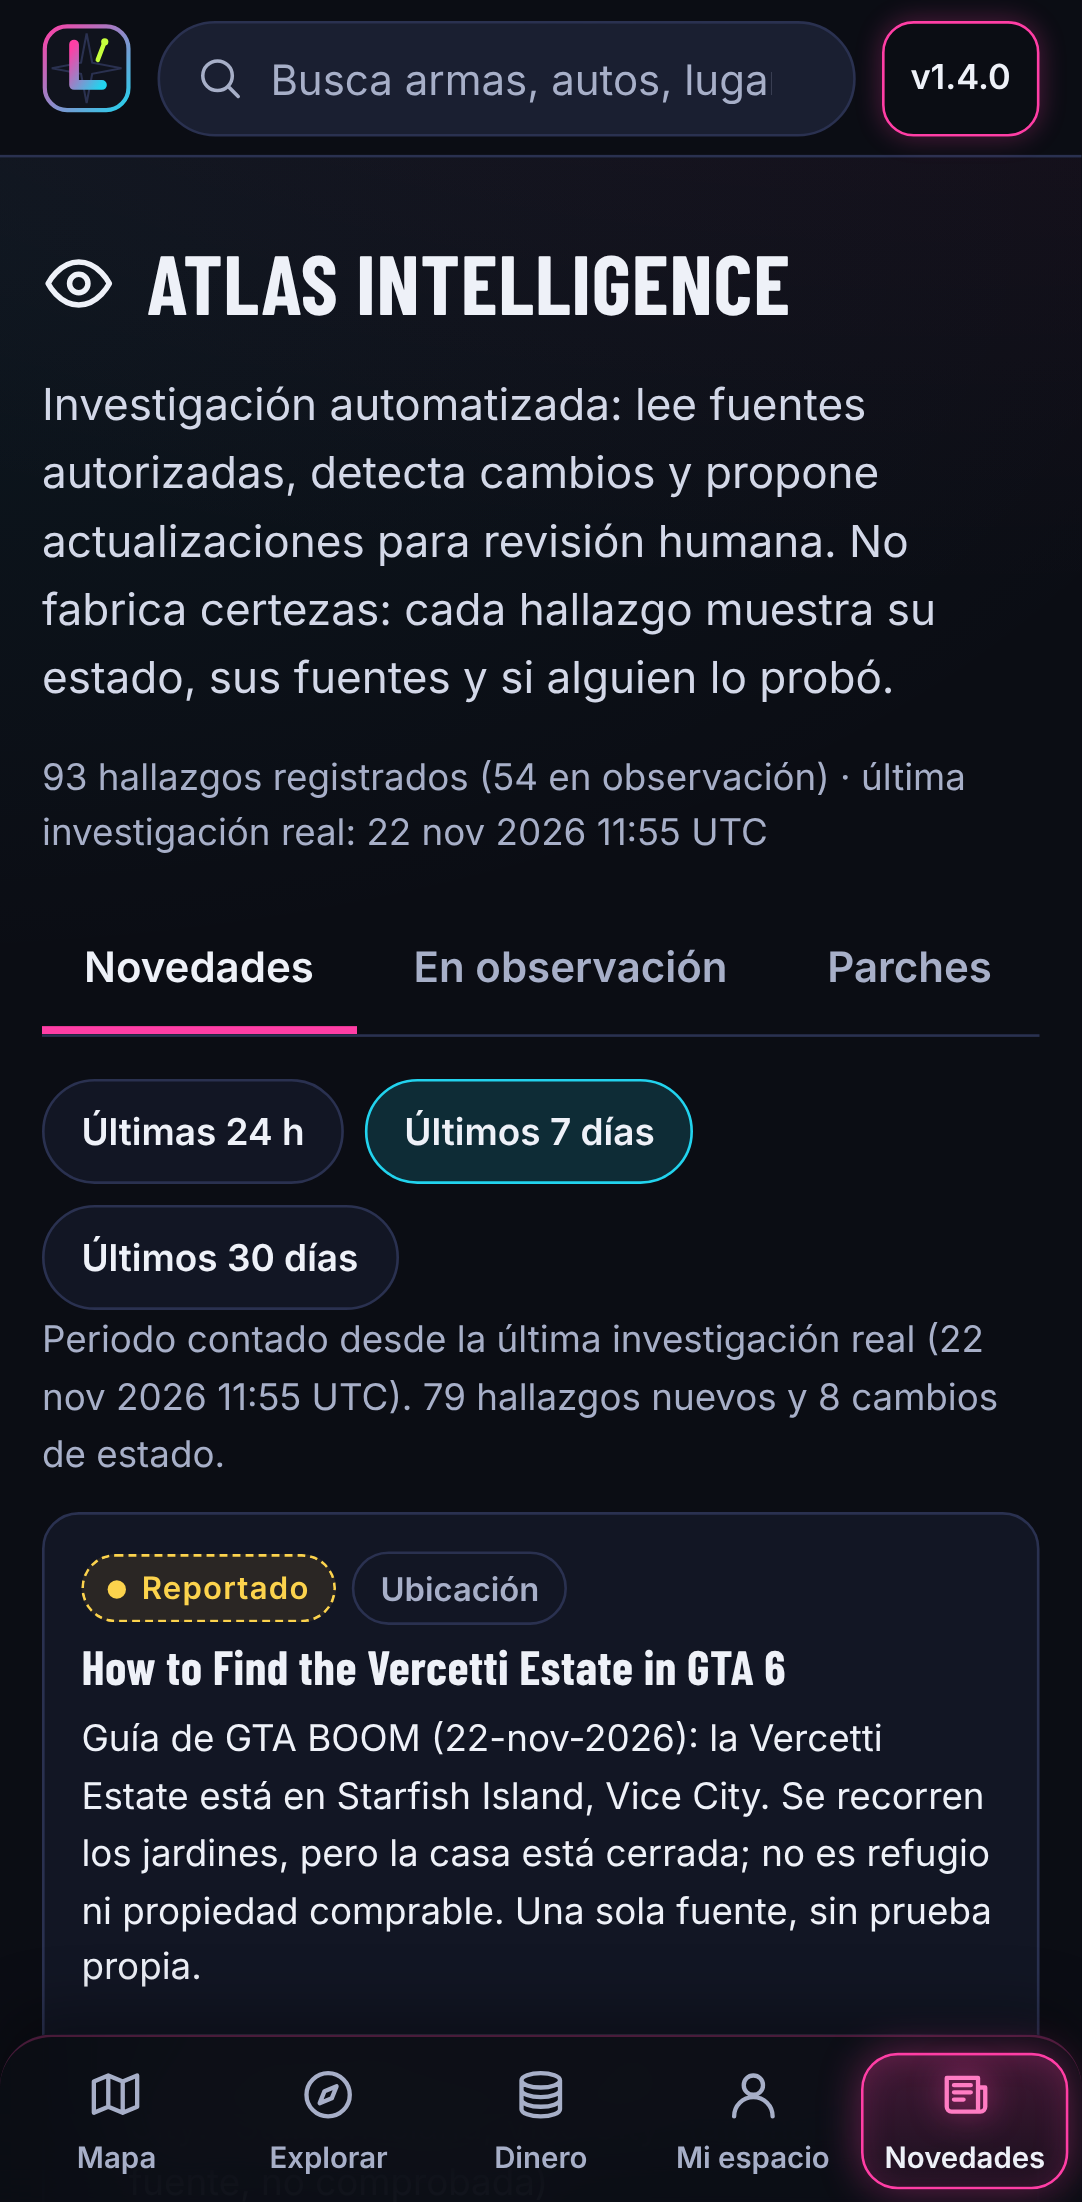 Busca armas, autos, luga
v1.4.0
ATLAS INTELLIGENCE
Investigación automatizada: lee fuentes
autorizadas, detecta cambios y propone
actualizaciones para revisión humana. No
fabrica certezas: cada hallazgo muestra su
estado, sus fuentes y si alguien lo probó.
93 hallazgos registrados (54 en observación) · última
investigación real: 22 nov 2026 11:55 UTC
Novedades
En observación
Parches
Últimas 24 h
Últimos 7 días
Últimos 30 días
Periodo contado desde la última investigación real (22
nov 2026 11:55 UTC). 79 hallazgos nuevos y 8 cambios
de estado.
Reportado
Ubicación
How to Find the Vercetti Estate in GTA 6
Guía de GTA BOOM (22-nov-2026): la Vercetti
Estate está en Starfish Island, Vice City. Se recorren
los jardines, pero la casa está cerrada; no es refugio
ni propiedad comprable. Una sola fuente, sin prueba
propia.
Mapa
Explorar
Dinero
Mi espacio
Novedades
fuente, no comprobada)